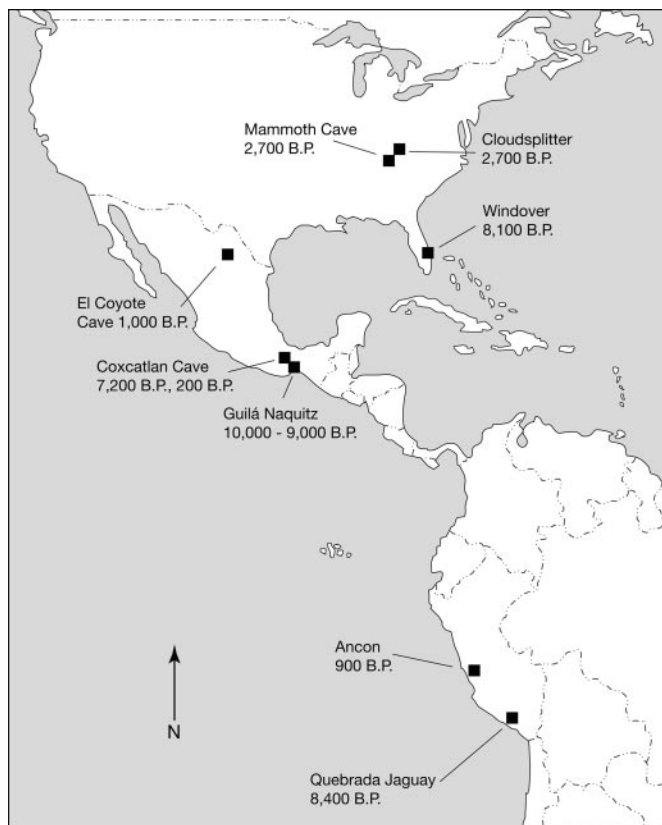 Mammoth Cave
2,700 B.P.
Cloudsplitter
2,700 B.P.
Windover
8,100 B.P.
El Coyote
Cave 1,000 B.P.
Coxcatlan Cave
7,200 B.P., 200 B.P.
Guilá Naquitz
10,000 - 9,000 B.P.
Ancon
900 B.P.
N
Quebrada Jaguay
8,400 B.P.